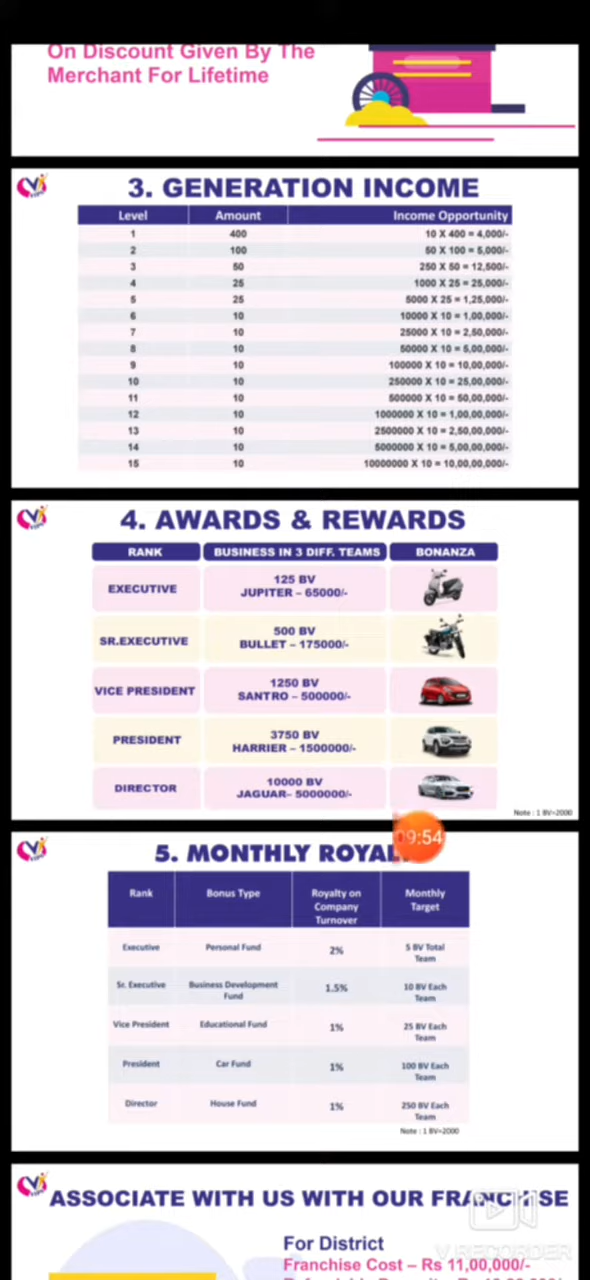 On Discount Given By The
Merchant For Lifetime
3. GENERATION INCOME
Level Amount Income Opportunity
1 400 10 X 400 = 4,000/-
2 100 50 X 100 = 5,000/-
3 50 250 X 50 = 12,500/-
4 25 1000 X 25 = 25,000/-
5 25 5000 X 25 = 1,25,000/-
6 10 10000 X 10 = 1,00,000/-
7 10 25000 X 10 = 2,50,000/-
8 10 50000 X 10 = 5,00,000/-
9 10 100000 X 10 = 10,00,000/-
10 10 250000 X 10 = 25,00,000/-
11 10 500000 X 10 = 50,00,000/-
12 10 1000000 X 10 = 1,00,00,000/-
13 10 2500000 X 10 = 2,50,00,000/-
14 10 5000000 X 10 = 5,00,00,000/-
15 10 10000000 X 10 = 10,00,00,000/-
4. AWARDS & REWARDS
RANK BUSINESS IN 3 DIFF. TEAMS BONANZA
EXECUTIVE 125 BV
JUPITER – 65000/-
SR.EXECUTIVE 500 BV
BULLET – 175000/-
VICE PRESIDENT 1250 BV
SANTRO – 500000/-
PRESIDENT 3750 BV
HARRIER – 1500000/-
DIRECTOR 10000 BV
JAGUAR– 5000000/-
Note : 1 BV=2000
09:54
5. MONTHLY ROYAL
Rank Bonus Type Royalty on Monthly
Company Target
Turnover
Executive Personal Fund 2% 5 BV Total
Team
Sr. Executive Business Development 1.5% 10 BV Each
Fund Team
Vice President Educational Fund 1% 25 BV Each
Team
President Car Fund 1% 100 BV Each
Team
Director House Fund 1% 250 BV Each
Team
Note : 1 BV=2000
ASSOCIATE WITH US WITH OUR FRANCHISE
For District
Franchise Cost – Rs 11,00,000/-
V RECORDER